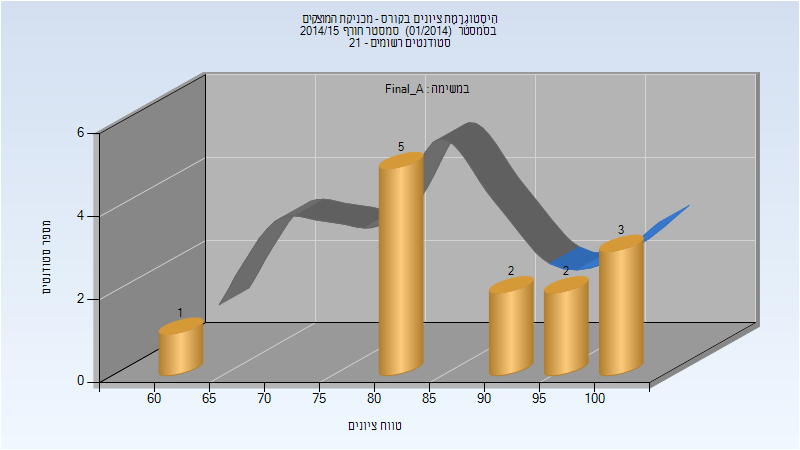 היסטוגרמת ציונים בקורס - מכניקת המוצקים
בסמסטר (01/2014) סמסטר חורף 2014/15
סטודנטים רשומים - 21
במשימה : Final_A
מספר סטודנטים
6
4
2
0
1
5
2
2
3
60 65 70 75 80 85 90 95 100
טווח ציונים